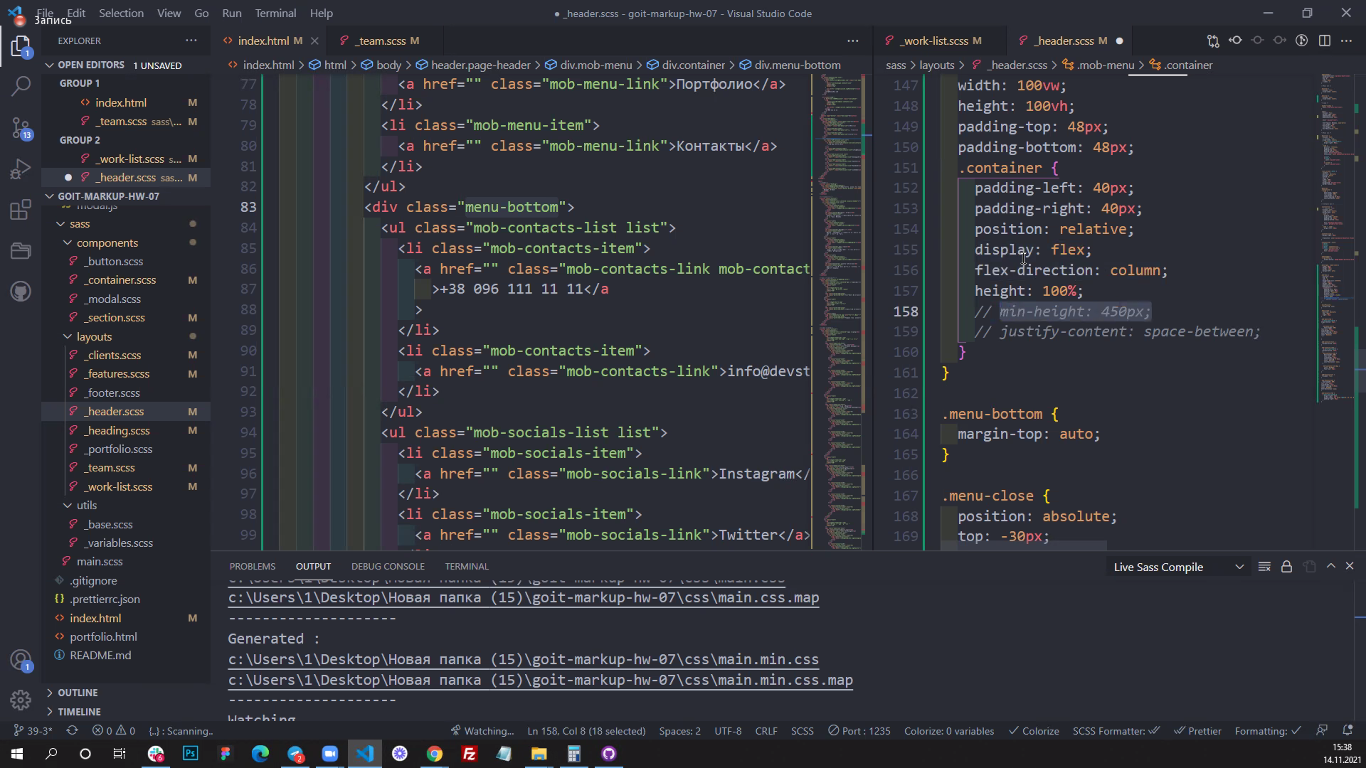 Запись
File Edit Selection View Go Run Terminal Help
● _header.scss - goit-markup-hw-07 - Visual Studio Code
EXPLORER
OPEN EDITORS 1 UNSAVED
GROUP 1
index.html M
_team.scss sass\... M
GROUP 2
_work-list.scss s... M
● _header.scss sas... M
GOIT-MARKUP-HW-07
modal.js
sass
components
_button.scss
_container.scss M
_modal.scss
_section.scss M
layouts
_clients.scss M
_features.scss M
_footer.scss
_header.scss M
_heading.scss M
_portfolio.scss
_team.scss M
_work-list.scss M
utils
_base.scss
_variables.scss
main.scss
.gitignore
.prettierrc.json
index.html M
portfolio.html
README.md
OUTLINE
TIMELINE
index.html M
_team.scss M
index.html > html > body > header.page-header > div.mob-menu > div.container > div.menu-bottom
77 <a href="" class="mob-menu-link">Портфолио</a>
78 </li>
79 <li class="mob-menu-item">
80 <a href="" class="mob-menu-link">Контакты</a>
81 </li>
82 </ul>
83 <div class="menu-bottom">
84 <ul class="mob-contacts-list list">
85 <li class="mob-contacts-item">
86 <a href="" class="mob-contacts-link mob-contact
87 >+38 096 111 11 11</a
88 >
89 </li>
90 <li class="mob-contacts-item">
91 <a href="" class="mob-contacts-link">info@devst
92 </li>
93 </ul>
94 <ul class="mob-socials-list list">
95 <li class="mob-socials-item">
96 <a href="" class="mob-socials-link">Instagram</
97 </li>
98 <li class="mob-socials-item">
99 <a href="" class="mob-socials-link">Twitter</a>
_work-list.scss M
_header.scss M ●
sass > layouts > _header.scss > .mob-menu > .container
147 width: 100vw;
148 height: 100vh;
149 padding-top: 48px;
150 padding-bottom: 48px;
151 .container {
152 padding-left: 40px;
153 padding-right: 40px;
154 position: relative;
155 display: flex;
156 flex-direction: column;
157 height: 100%;
158 // min-height: 450px;
159 // justify-content: space-between;
160 }
161 }
162
163 .menu-bottom {
164 margin-top: auto;
165 }
166
167 .menu-close {
168 position: absolute;
169 top: -30px;
PROBLEMS OUTPUT DEBUG CONSOLE TERMINAL
Live Sass Compile
c:\Users\1\Desktop\Новая папка (15)\goit-markup-hw-07\css\main.css
c:\Users\1\Desktop\Новая папка (15)\goit-markup-hw-07\css\main.css.map
--------------------
Generated :
c:\Users\1\Desktop\Новая папка (15)\goit-markup-hw-07\css\main.min.css
c:\Users\1\Desktop\Новая папка (15)\goit-markup-hw-07\css\main.min.css.map
--------------------
Watching
39-3* 0 0 {..} : Scanning.. Watching... Ln 158, Col 8 (18 selected) Spaces: 2 UTF-8 CRLF SCSS Port : 1235 Colorize: 0 variables Colorize SCSS Formatter: Prettier Formatting:
15:38
14.11.2021